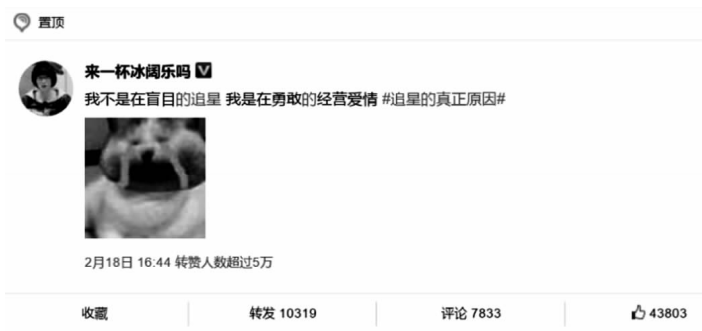 置顶
来一杯冰阔乐吗 V
我不是在盲目的追星 我是在勇敢的经营爱情 #追星的真正原因#
2月18日 16:44 转赞人数超过5万
收藏 转发 10319 评论 7833 43803